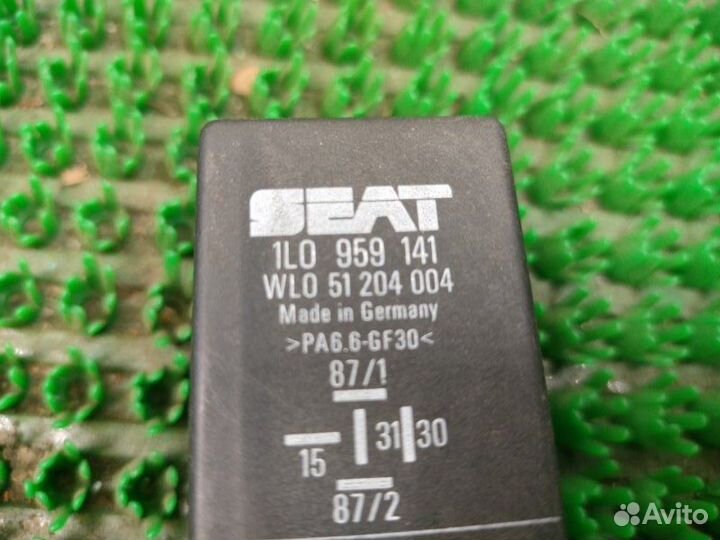 SEAT
1L0 959 141
WL0 51 204 004
Made in Germany
>PA6.6-GF30<
87/1
15 31 30
87/2
Avito